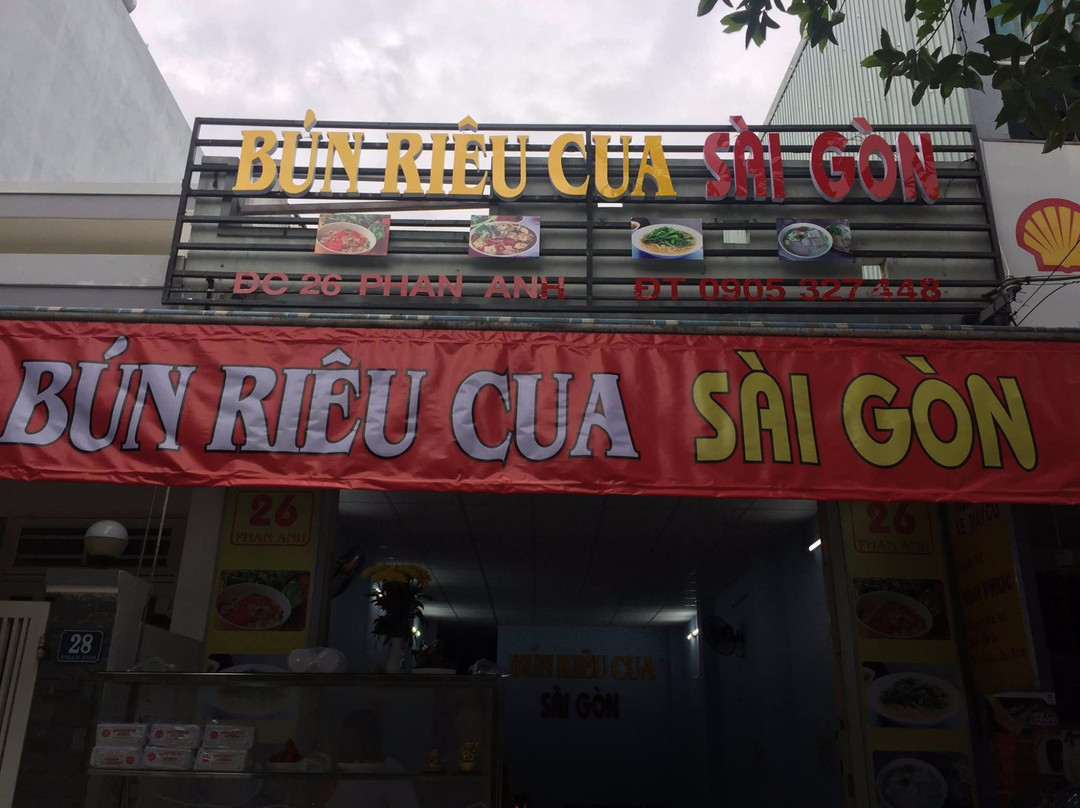 BÚN RIÊU CUA SÀI GÒN
ĐC 26 PHAN ANH ĐT 0905 327 448
BÚN RIÊU CUA SÀI GÒN
26
PHAN ANH
26
PHAN ANH
28
BÚN RIÊU CUA
SÀI GÒN